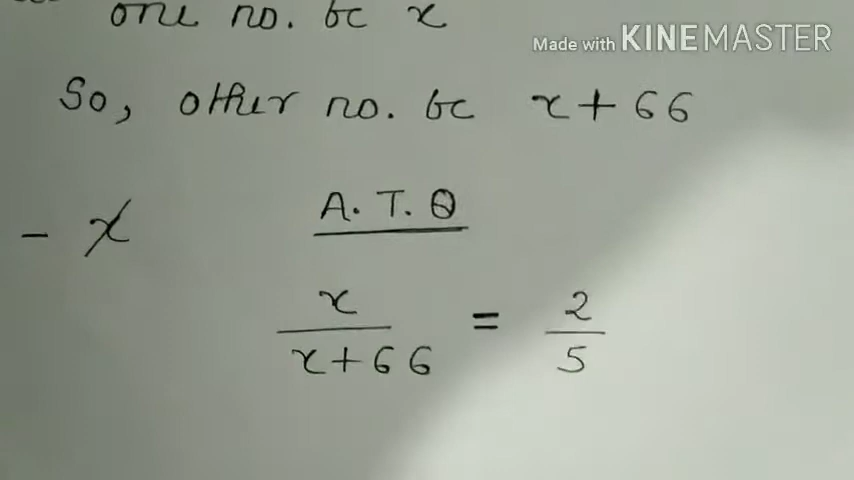 one no. be x
Made with KINEMASTER
So, other no. be x + 66
- x
A. T. Q
x / x + 66 = 2 / 5